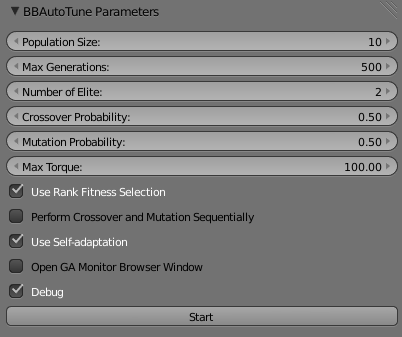 BBAutoTune Parameters
Population Size: 10
Max Generations: 500
Number of Elite: 2
Crossover Probability: 0.50
Mutation Probability: 0.50
Max Torque: 100.00
Use Rank Fitness Selection
Perform Crossover and Mutation Sequentially
Use Self-adaptation
Open GA Monitor Browser Window
Debug
Start